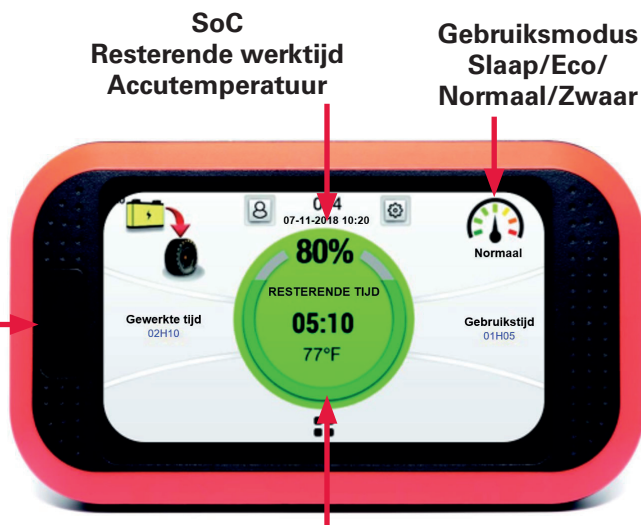 SoC
Resterende werktijd
Accutemperatuur
Gebruiksmodus
Slaap/Eco/
Normaal/Zwaar
07-11-2018 10:20
80%
RESTERENDE TIJD
05:10
77°F
Normaal
Gewerkte tijd
02H10
Gebruikstijd
01H05